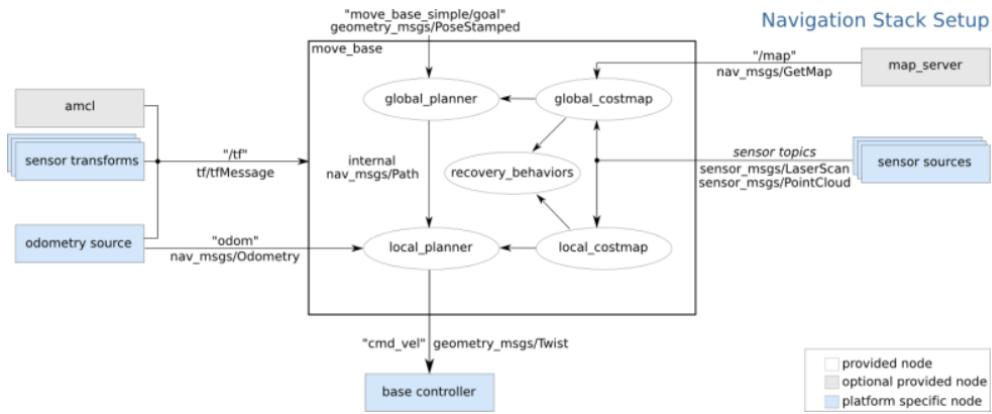 Navigation Stack Setup
"move_base_simple/goal"
geometry_msgs/PoseStamped
move_base
"/map"
nav_msgs/GetMap
map_server
amcl
global_planner
global_costmap
sensor transforms
"/tf"
tf/tfMessage
internal
nav_msgs/Path
recovery_behaviors
sensor topics
sensor_msgs/LaserScan
sensor_msgs/PointCloud
sensor sources
odometry source
"odom"
nav_msgs/Odometry
local_planner
local_costmap
"cmd_vel" geometry_msgs/Twist
base controller
provided node
optional provided node
platform specific node